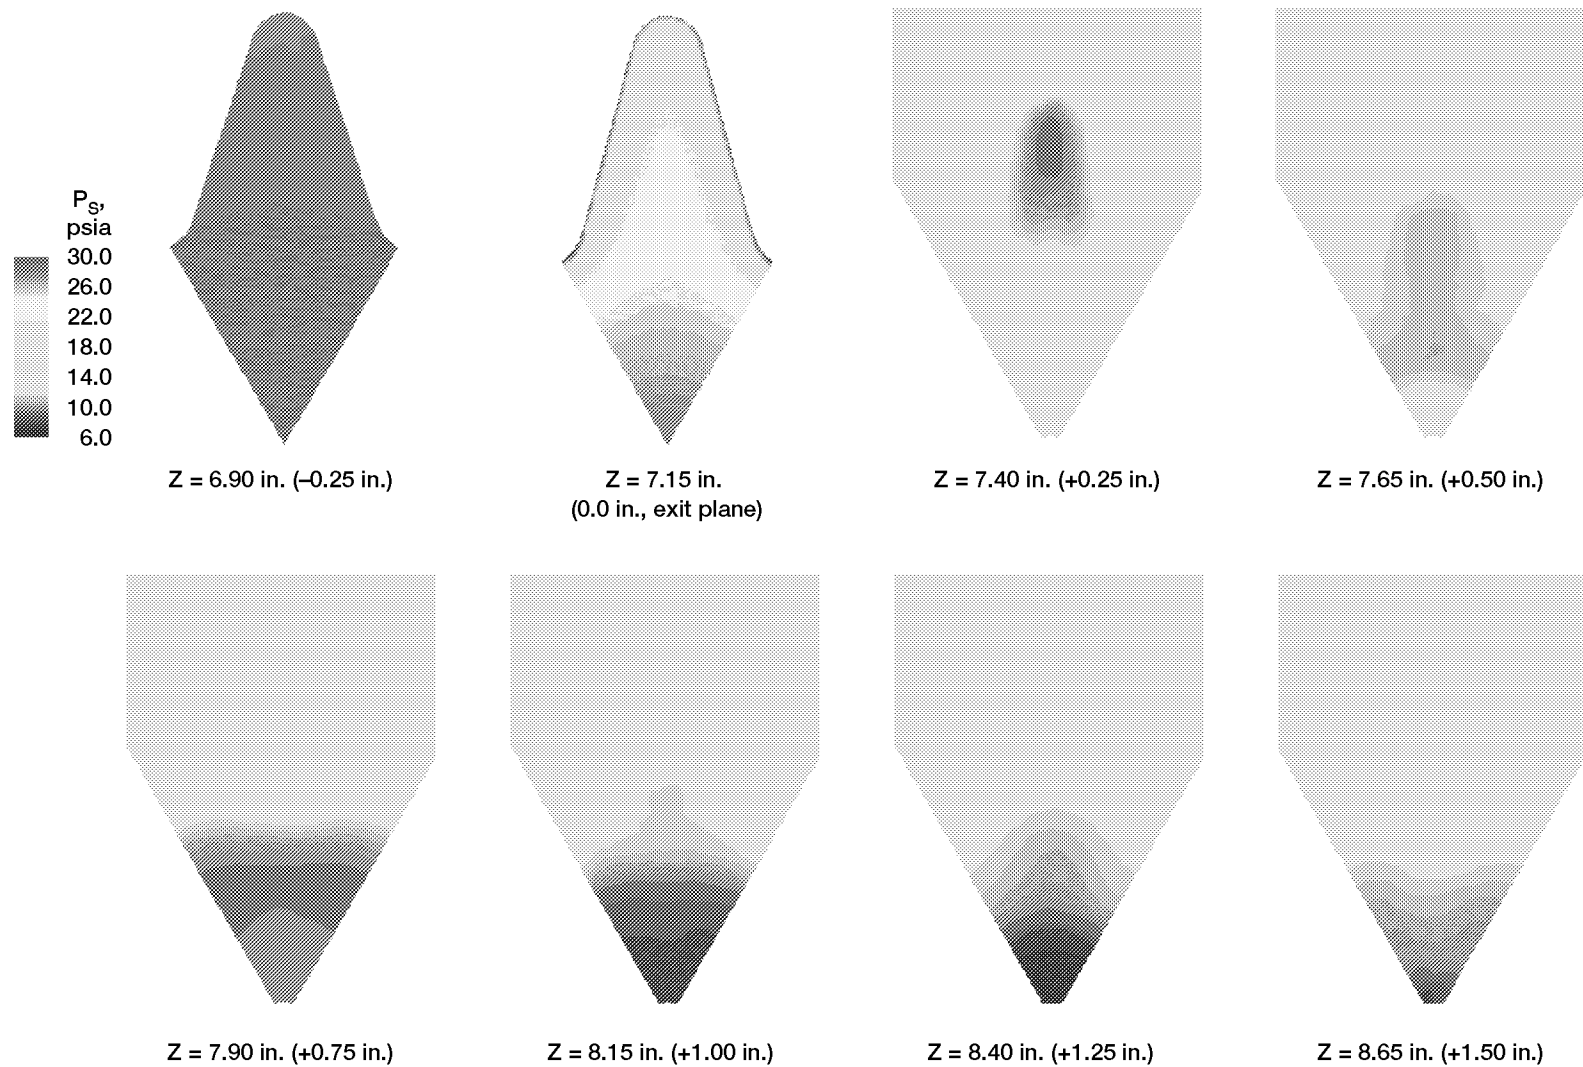 P_S,
psia
30.0
26.0
22.0
18.0
14.0
10.0
6.0
Z = 6.90 in. (–0.25 in.)
Z = 7.15 in.
(0.0 in., exit plane)
Z = 7.40 in. (+0.25 in.)
Z = 7.65 in. (+0.50 in.)
Z = 7.90 in. (+0.75 in.)
Z = 8.15 in. (+1.00 in.)
Z = 8.40 in. (+1.25 in.)
Z = 8.65 in. (+1.50 in.)